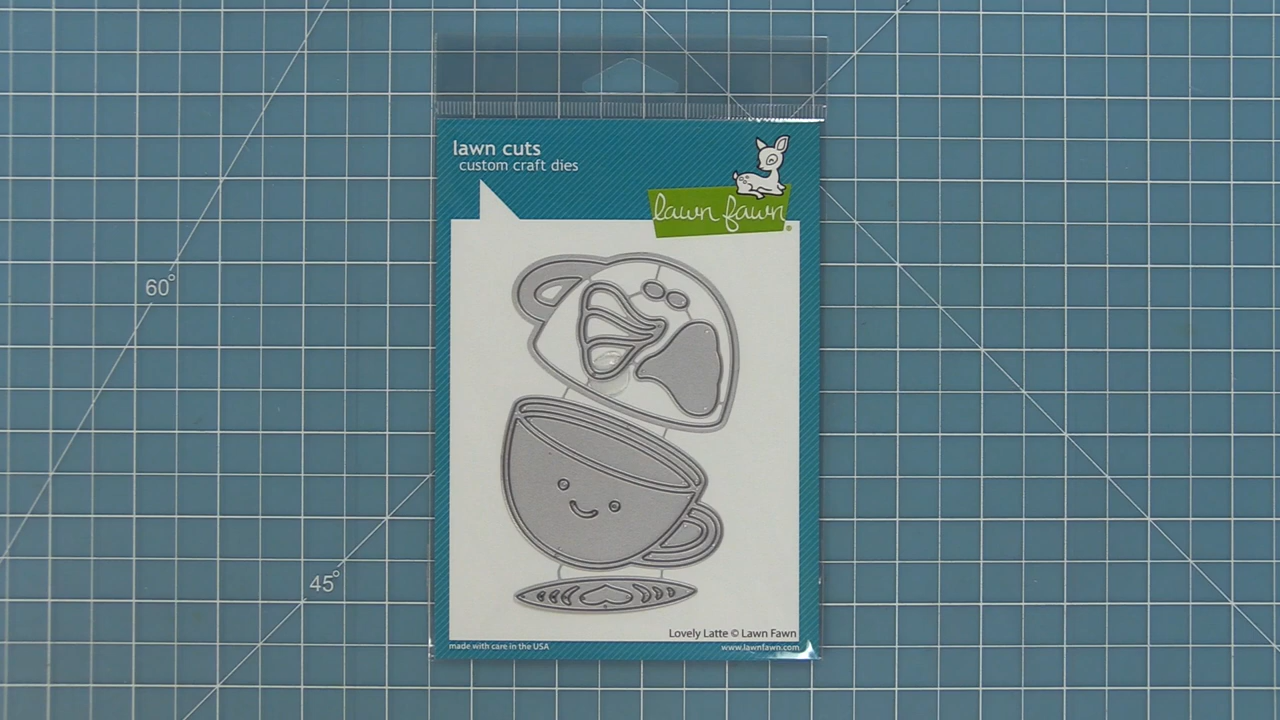 lawn cuts
custom craft dies
lawn fawn®
60°
45°
Lovely Latte © Lawn Fawn
made with care in the USA
www.lawnfawn.com